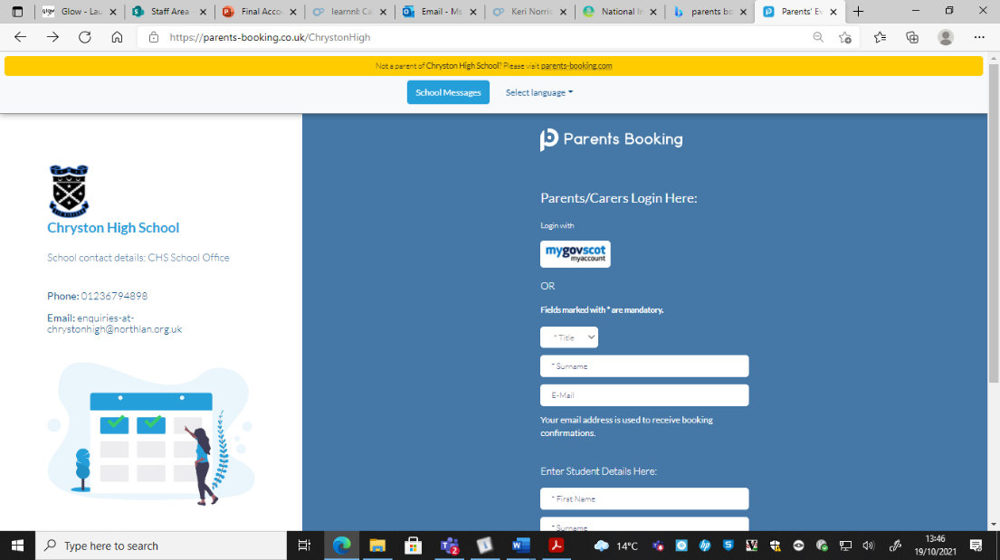 Glow - Lau
Staff Area
Final Acco
learnnl: Ca
Email - Ms
Keri Norris
National In
parents bo
Parents' Ev
https://parents-booking.co.uk/ChrystonHigh
Not a parent of Chryston High School? Please visit parents-booking.com
School Messages
Select language
Chryston High School
School contact details: CHS School Office
Phone: 01236794898
Email: enquiries-at-
chrystonhigh@northlan.org.uk
Parents Booking
Parents/Carers Login Here:
Login with
mygovscot
myaccount
OR
Fields marked with * are mandatory.
* Title
* Surname
E-Mail
Your email address is used to receive booking
confirmations.
Enter Student Details Here:
* First Name
* Surname
Type here to search
2
14°C
13:46
19/10/2021